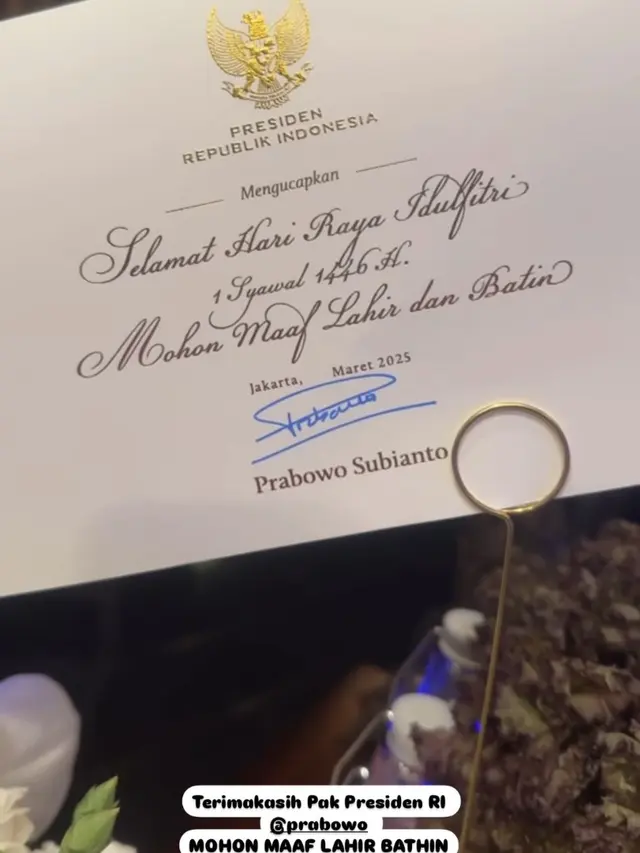 PRESIDEN
REPUBLIK INDONESIA
Mengucapkan
Selamat Hari Raya Idulfitri
1 Syawal 1446 H.
Mohon Maaf Lahir dan Batin
Jakarta, Maret 2025
Prabowo
Prabowo Subianto
Terimakasih Pak Presiden RI
@prabowo
MOHON MAAF LAHIR BATHIN